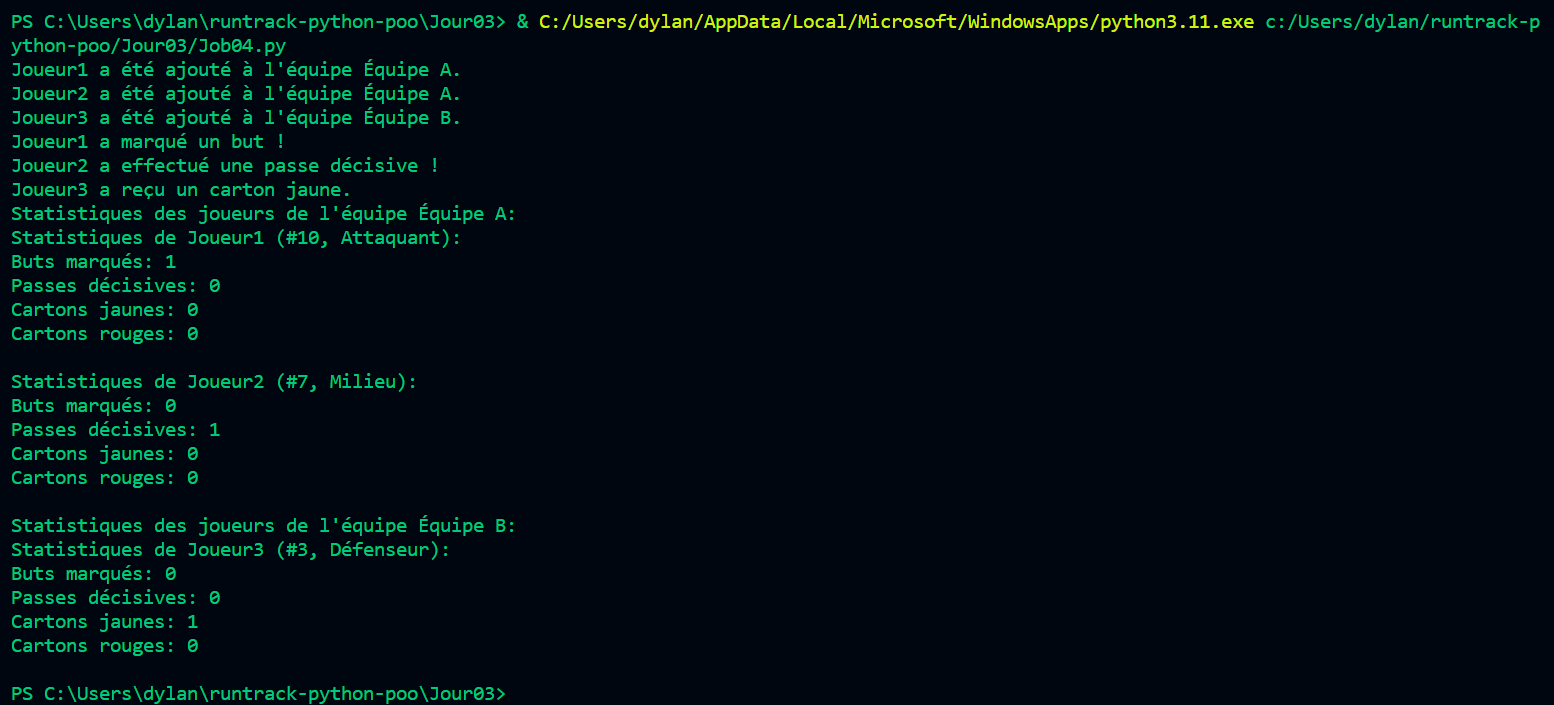 PS C:\Users\dylan\runtrack-python-poo\Jour03> & C:/Users/dylan/AppData/Local/Microsoft/WindowsApps/python3.11.exe c:/Users/dylan/runtrack-p
ython-poo/Jour03/Job04.py
Joueur1 a été ajouté à l'équipe Équipe A.
Joueur2 a été ajouté à l'équipe Équipe A.
Joueur3 a été ajouté à l'équipe Équipe B.
Joueur1 a marqué un but !
Joueur2 a effectué une passe décisive !
Joueur3 a reçu un carton jaune.
Statistiques des joueurs de l'équipe Équipe A:
Statistiques de Joueur1 (#10, Attaquant):
Buts marqués: 1
Passes décisives: 0
Cartons jaunes: 0
Cartons rouges: 0
Statistiques de Joueur2 (#7, Milieu):
Buts marqués: 0
Passes décisives: 1
Cartons jaunes: 0
Cartons rouges: 0
Statistiques des joueurs de l'équipe Équipe B:
Statistiques de Joueur3 (#3, Défenseur):
Buts marqués: 0
Passes décisives: 0
Cartons jaunes: 1
Cartons rouges: 0
PS C:\Users\dylan\runtrack-python-poo\Jour03>